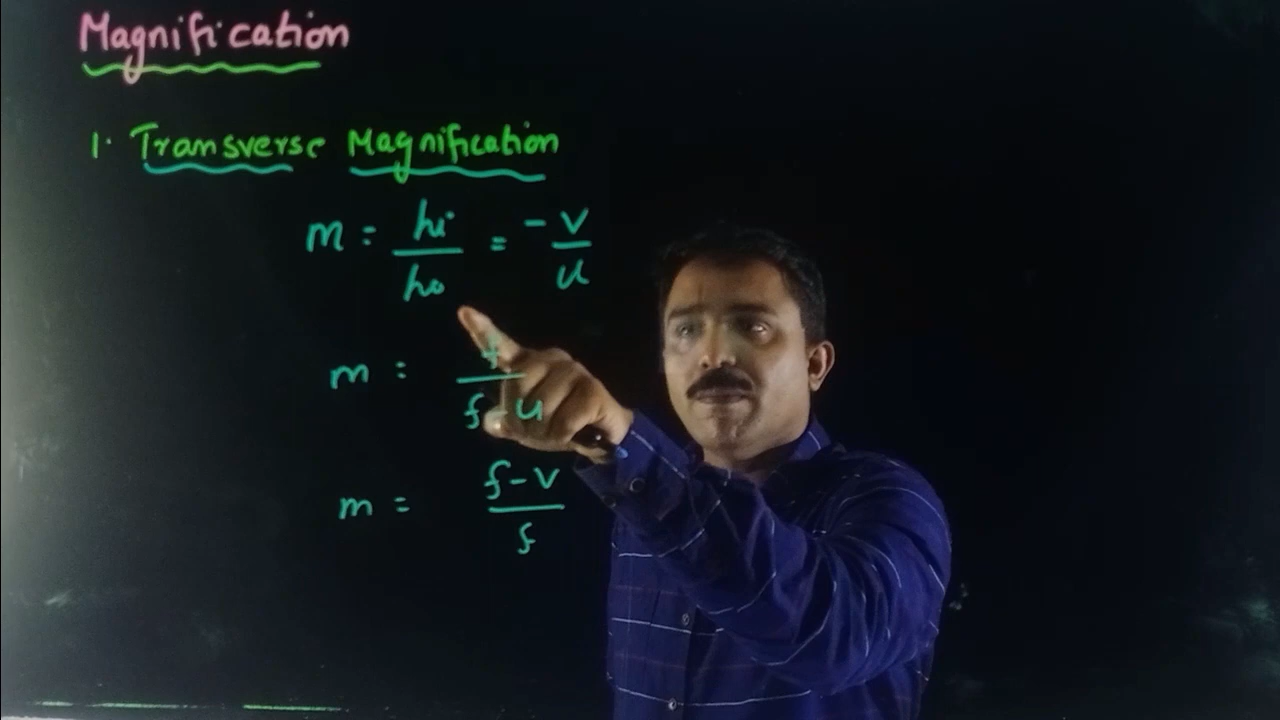 Magnification
1. Transverse Magnification
m = hi/ho = -v/u
m = f/f-u
m = f-v/f